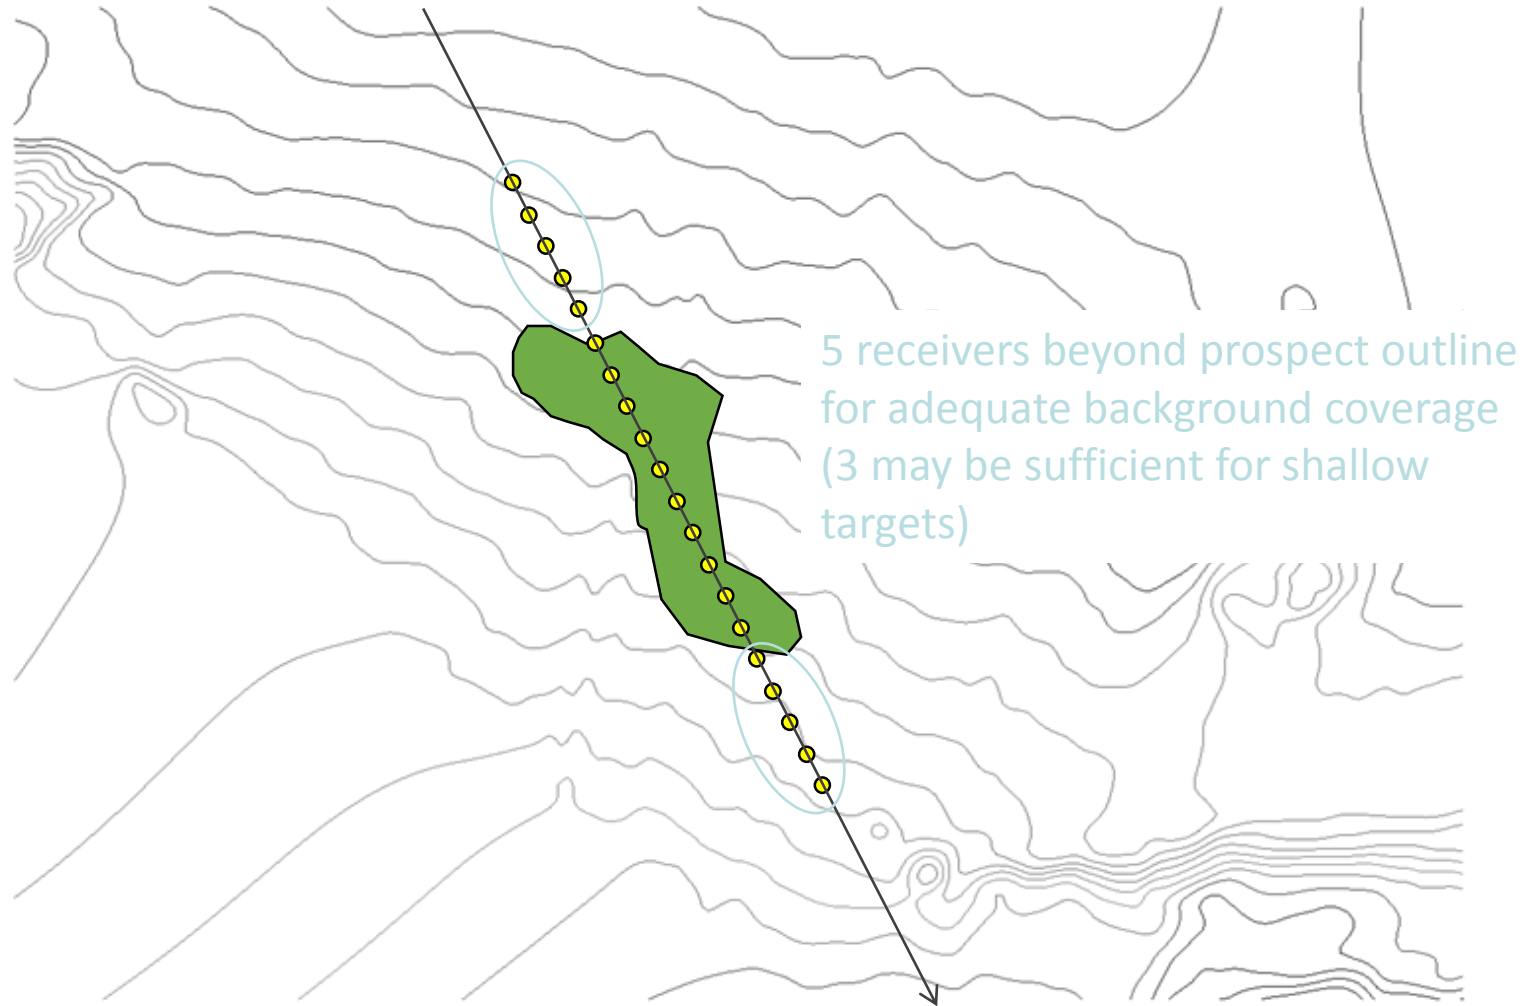 5 receivers beyond prospect outline
for adequate background coverage
(3 may be sufficient for shallow
targets)